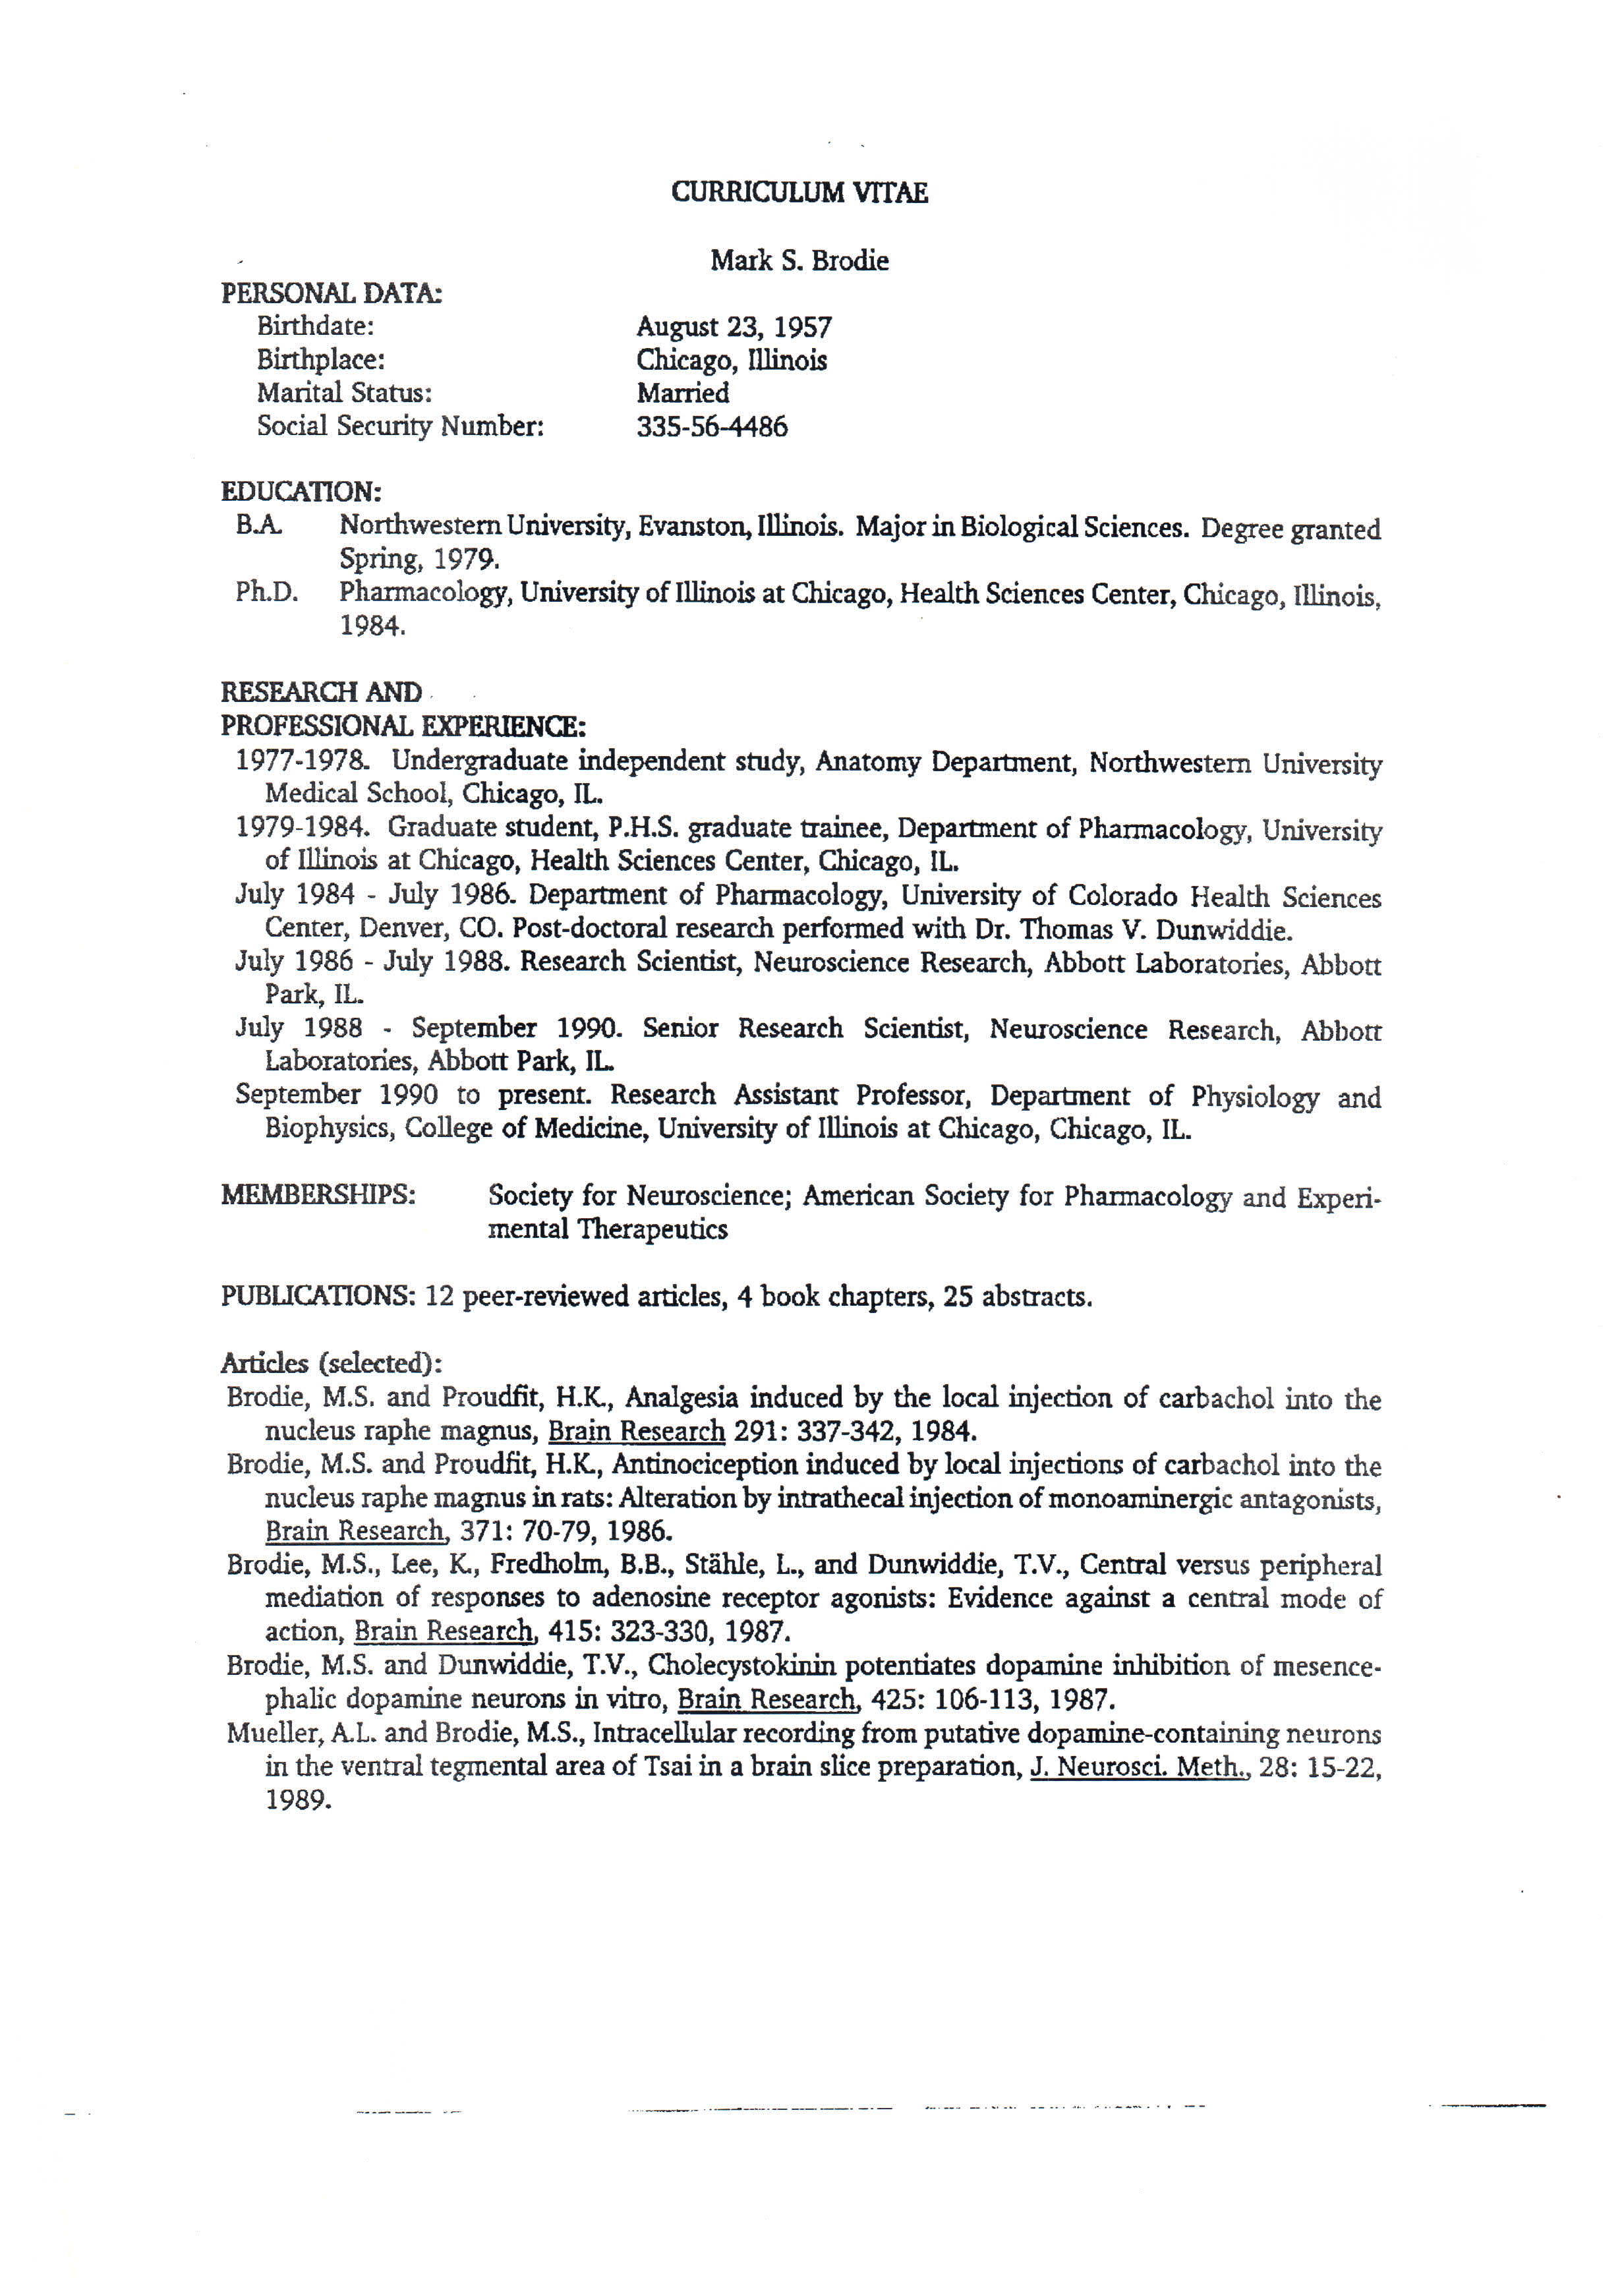 CURRICULUM VITAE
Mark S. Brodie
PERSONAL DATA:
Birthdate: August 23, 1957
Birthplace: Chicago, Illinois
Marital Status: Married
Social Security Number: 335-56-4486
EDUCATION:
B.A. Northwestern University, Evanston, Illinois. Major in Biological Sciences. Degree granted
Spring, 1979.
Ph.D. Pharmacology, University of Illinois at Chicago, Health Sciences Center, Chicago, Illinois,
1984.
RESEARCH AND
PROFESSIONAL EXPERIENCE:
1977-1978. Undergraduate independent study, Anatomy Department, Northwestern University
Medical School, Chicago, IL.
1979-1984. Graduate student, P.H.S. graduate trainee, Department of Pharmacology, University
of Illinois at Chicago, Health Sciences Center, Chicago, IL.
July 1984 - July 1986. Department of Pharmacology, University of Colorado Health Sciences
Center, Denver, CO. Post-doctoral research performed with Dr. Thomas V. Dunwiddie.
July 1986 - July 1988. Research Scientist, Neuroscience Research, Abbott Laboratories, Abbott
Park, IL.
July 1988 - September 1990. Senior Research Scientist, Neuroscience Research, Abbott
Laboratories, Abbott Park, IL.
September 1990 to present. Research Assistant Professor, Department of Physiology and
Biophysics, College of Medicine, University of Illinois at Chicago, Chicago, IL.
MEMBERSHIPS: Society for Neuroscience; American Society for Pharmacology and Experi-
mental Therapeutics
PUBLICATIONS: 12 peer-reviewed articles, 4 book chapters, 25 abstracts.
Articles (selected):
Brodie, M.S. and Proudfit, H.K., Analgesia induced by the local injection of carbachol into the
nucleus raphe magnus, Brain Research 291: 337-342, 1984.
Brodie, M.S. and Proudfit, H.K., Antinociception induced by local injections of carbachol into the
nucleus raphe magnus in rats: Alteration by intrathecal injection of monoaminergic antagonists,
Brain Research, 371: 70-79, 1986.
Brodie, M.S., Lee, K., Fredholm, B.B., Ståhle, L., and Dunwiddie, T.V., Central versus peripheral
mediation of responses to adenosine receptor agonists: Evidence against a central mode of
action, Brain Research, 415: 323-330, 1987.
Brodie, M.S. and Dunwiddie, T.V., Cholecystokinin potentiates dopamine inhibition of mesence-
phalic dopamine neurons in vitro, Brain Research, 425: 106-113, 1987.
Mueller, A.L. and Brodie, M.S., Intracellular recording from putative dopamine-containing neurons
in the ventral tegmental area of Tsai in a brain slice preparation, J. Neurosci. Meth., 28: 15-22,
1989.